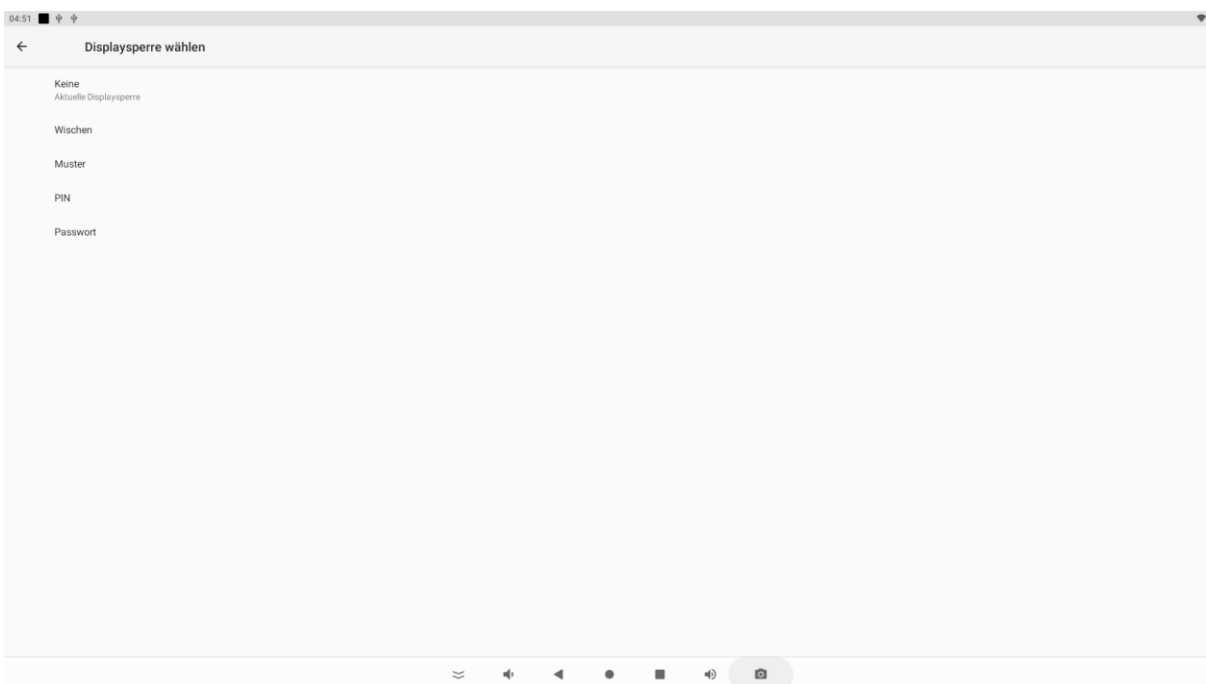 04:51
Displaysperre wählen
Keine
Aktuelle Displaysperre
Wischen
Muster
PIN
Passwort